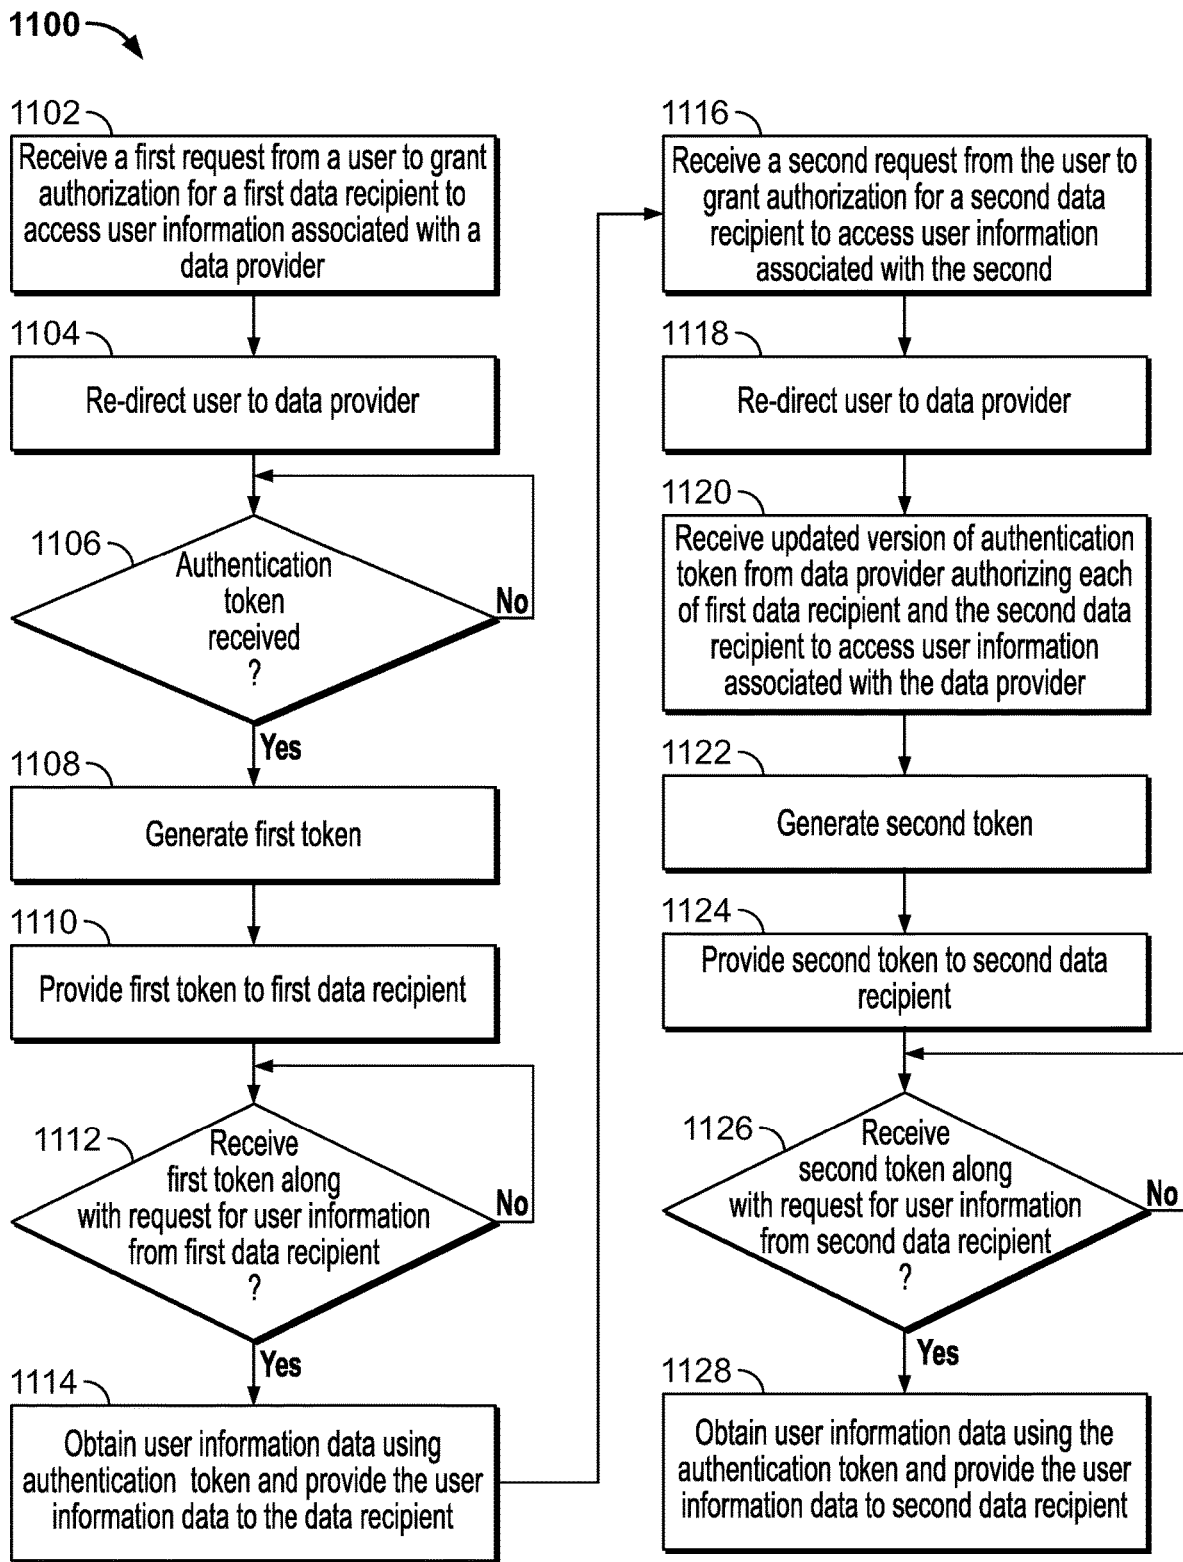 1100
1102
Receive a first request from a user to grant
authorization for a first data recipient to
access user information associated with a
data provider
1104
Re-direct user to data provider
1106
Authentication
token
received
?
No
Yes
1108
Generate first token
1110
Provide first token to first data recipient
1112
Receive
first token along
with request for user information
from first data recipient
?
No
Yes
1114
Obtain user information data using
authentication token and provide the user
information data to the data recipient
1116
Receive a second request from the user to
grant authorization for a second data
recipient to access user information
associated with the second
1118
Re-direct user to data provider
1120
Receive updated version of authentication
token from data provider authorizing each
of first data recipient and the second data
recipient to access user information
associated with the data provider
1122
Generate second token
1124
Provide second token to second data
recipient
1126
Receive
second token along
with request for user information
from second data recipient
?
No
Yes
1128
Obtain user information data using the
authentication token and provide the user
information data to second data recipient